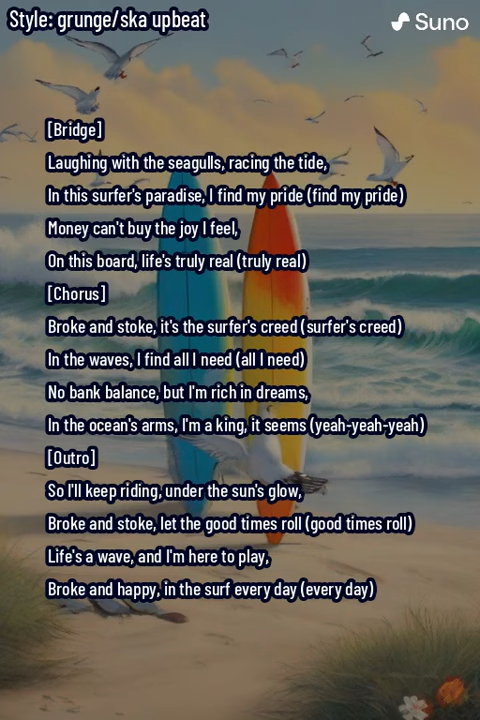 Style: grunge/ska upbeat
Suno
[Bridge]
Laughing with the seagulls, racing the tide,
In this surfer's paradise, I find my pride (find my pride)
Money can't buy the joy I feel,
On this board, life's truly real (truly real)
[Chorus]
Broke and stoke, it's the surfer's creed (surfer's creed)
In the waves, I find all I need (all I need)
No bank balance, but I'm rich in dreams,
In the ocean's arms, I'm a king, it seems (yeah-yeah-yeah)
[Outro]
So I'll keep riding, under the sun's glow,
Broke and stoke, let the good times roll (good times roll)
Life's a wave, and I'm here to play,
Broke and happy, in the surf every day (every day)